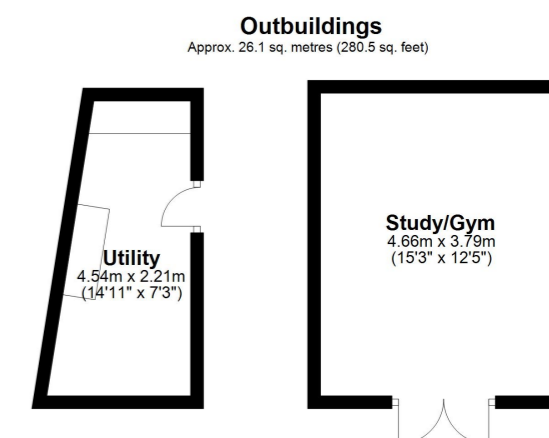 Outbuildings
Approx. 26.1 sq. metres (280.5 sq. feet)
Utility
4.54m x 2.21m
(14'11" x 7'3")
Study/Gym
4.66m x 3.79m
(15'3" x 12'5")